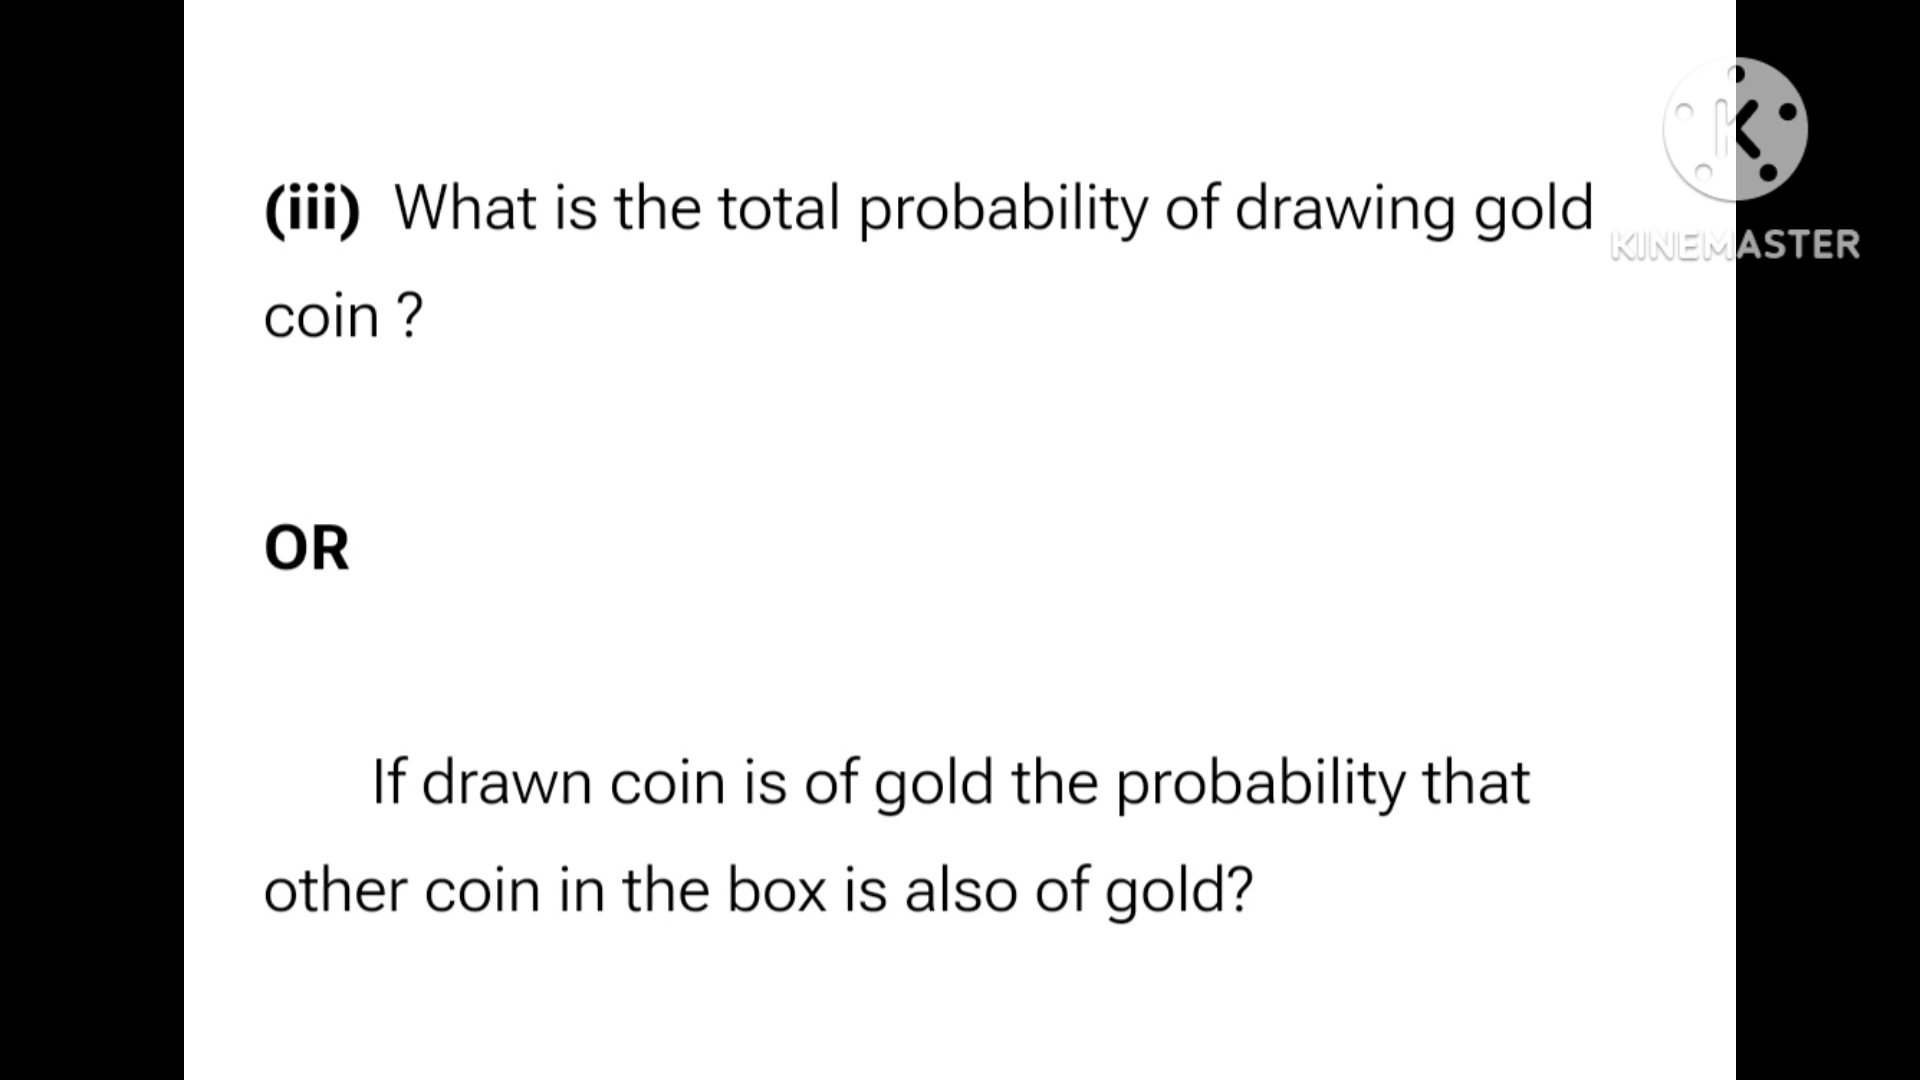 (iii) What is the total probability of drawing gold
coin ?
OR
If drawn coin is of gold the probability that
other coin in the box is also of gold?
K
KINEMASTER